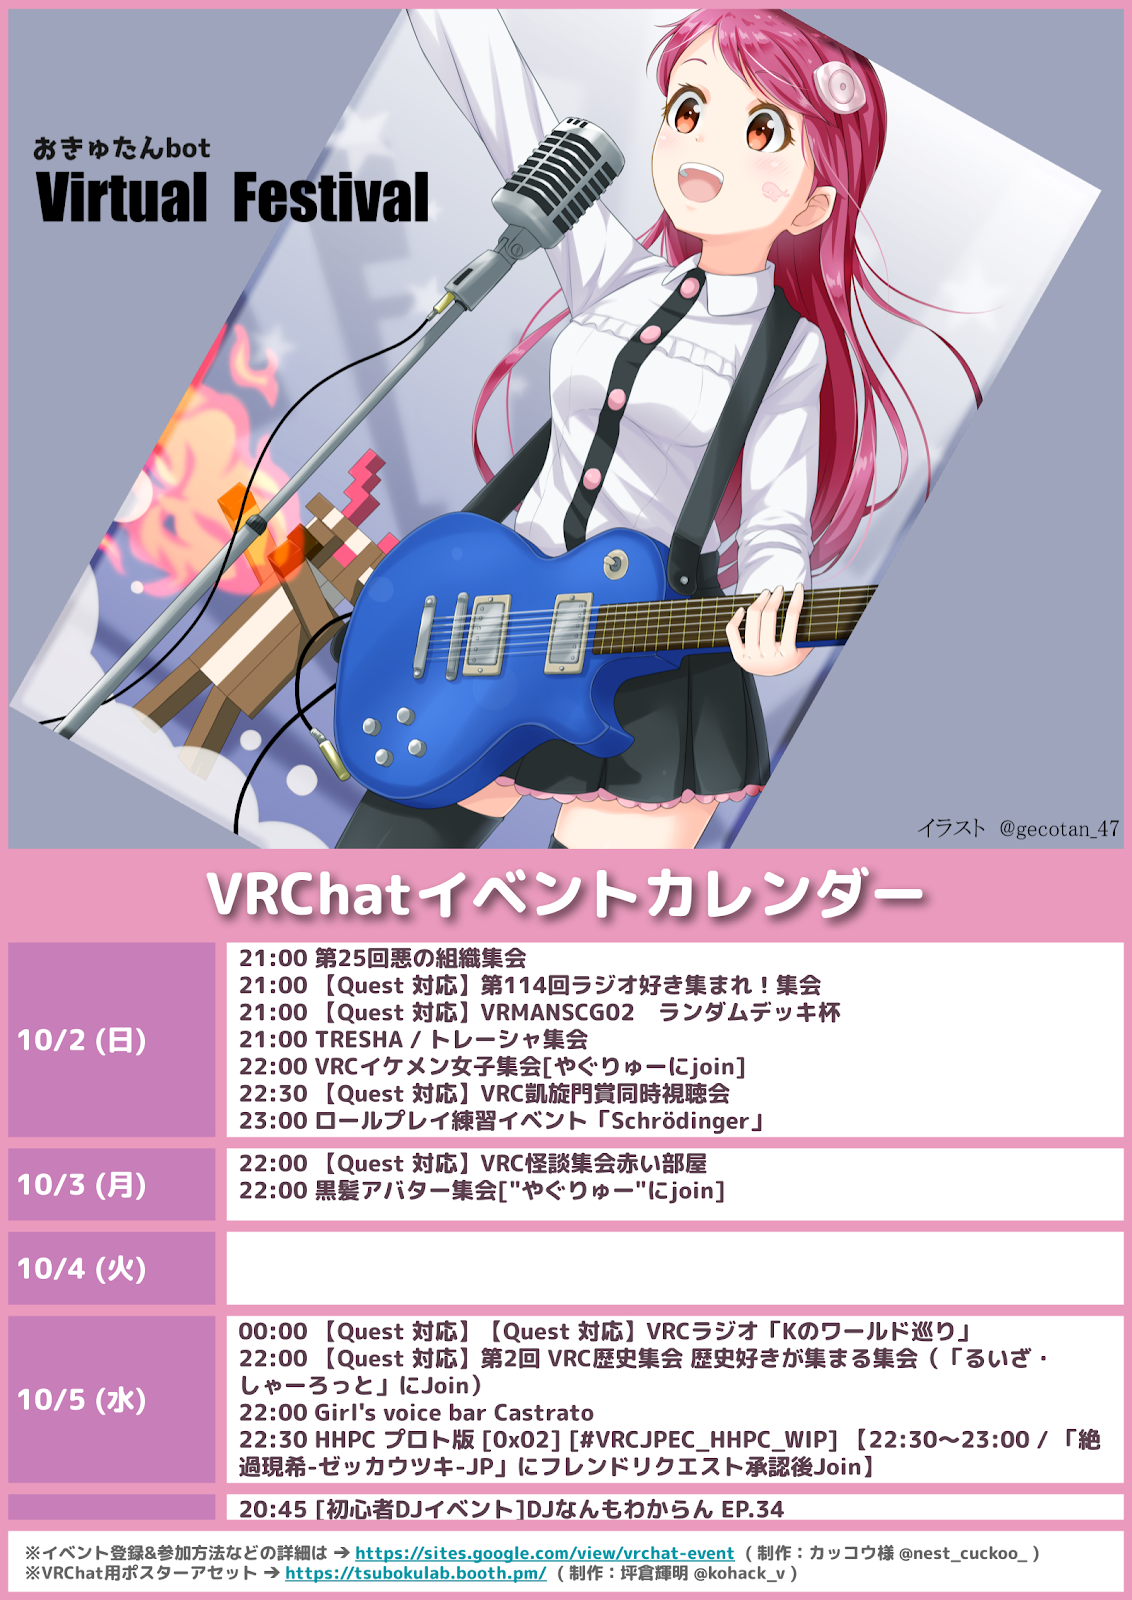 おきゅたんbot
Virtual Festival
イラスト @gecotan_47
VRChatイベントカレンダー
10/2 (日)
21:00 第25回悪の組織集会
21:00 【Quest 対応】第114回ラジオ好き集まれ！集会
21:00 【Quest 対応】VRMANSCG02　ランダムデッキ杯
21:00 TRESHA / トレーシャ集会
22:00 VRCイケメン女子集会[やぐりゅーにjoin]
22:30 【Quest 対応】VRC凱旋門賞同時視聴会
23:00 ロールプレイ練習イベント「Schrödinger」
10/3 (月)
22:00 【Quest 対応】VRC怪談集会赤い部屋
22:00 黒髪アバター集会["やぐりゅー"にjoin]
10/4 (火)
10/5 (水)
00:00 【Quest 対応】【Quest 対応】VRCラジオ「Kのワールド巡り」
22:00 【Quest 対応】第2回 VRC歴史集会 歴史好きが集まる集会（「るいざ・
しゃーろっと」にJoin）
22:00 Girl's voice bar Castrato
22:30 HHPC プロト版 [0x02] [#VRCJPEC_HHPC_WIP] 【22:30～23:00 / 「絶
過現希-ゼッカウツキ-JP」にフレンドリクエスト承認後Join】
20:45 [初心者DJイベント]DJなんもわからん EP.34
※イベント登録&参加方法などの詳細は → https://sites.google.com/view/vrchat-event （ 制作：カッコウ様 @nest_cuckoo_ ）
※VRChat用ポスターアセット → https://tsubokulab.booth.pm/ （ 制作：坪倉輝明 @kohack_v ）